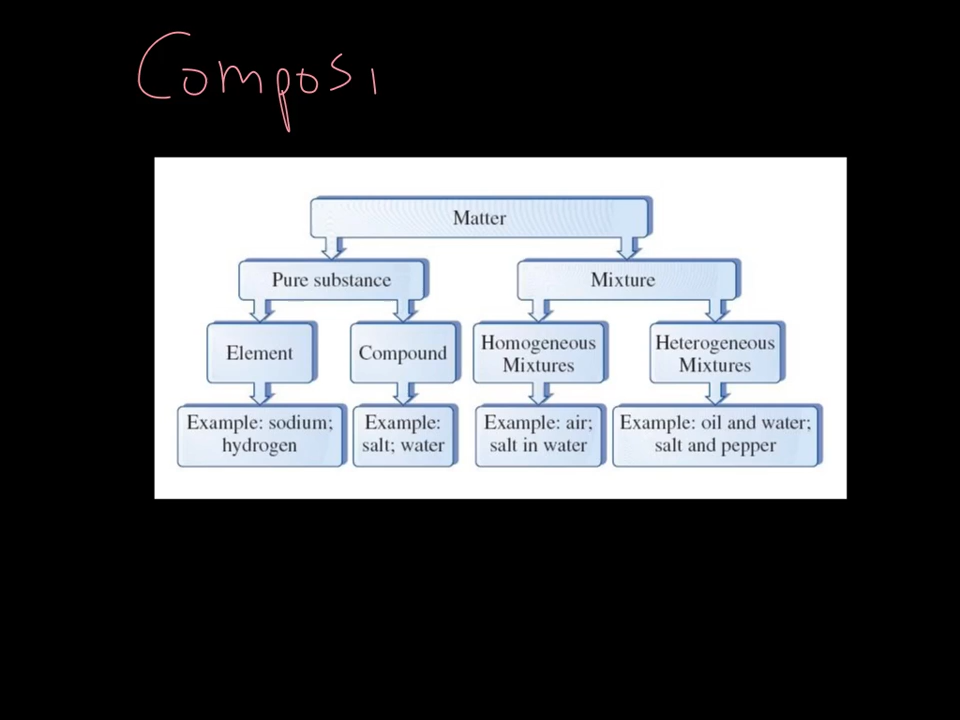 Composi
Matter
Pure substance
Mixture
Element
Compound
Homogeneous
Mixtures
Heterogeneous
Mixtures
Example: sodium;
hydrogen
Example:
salt; water
Example: air;
salt in water
Example: oil and water;
salt and pepper